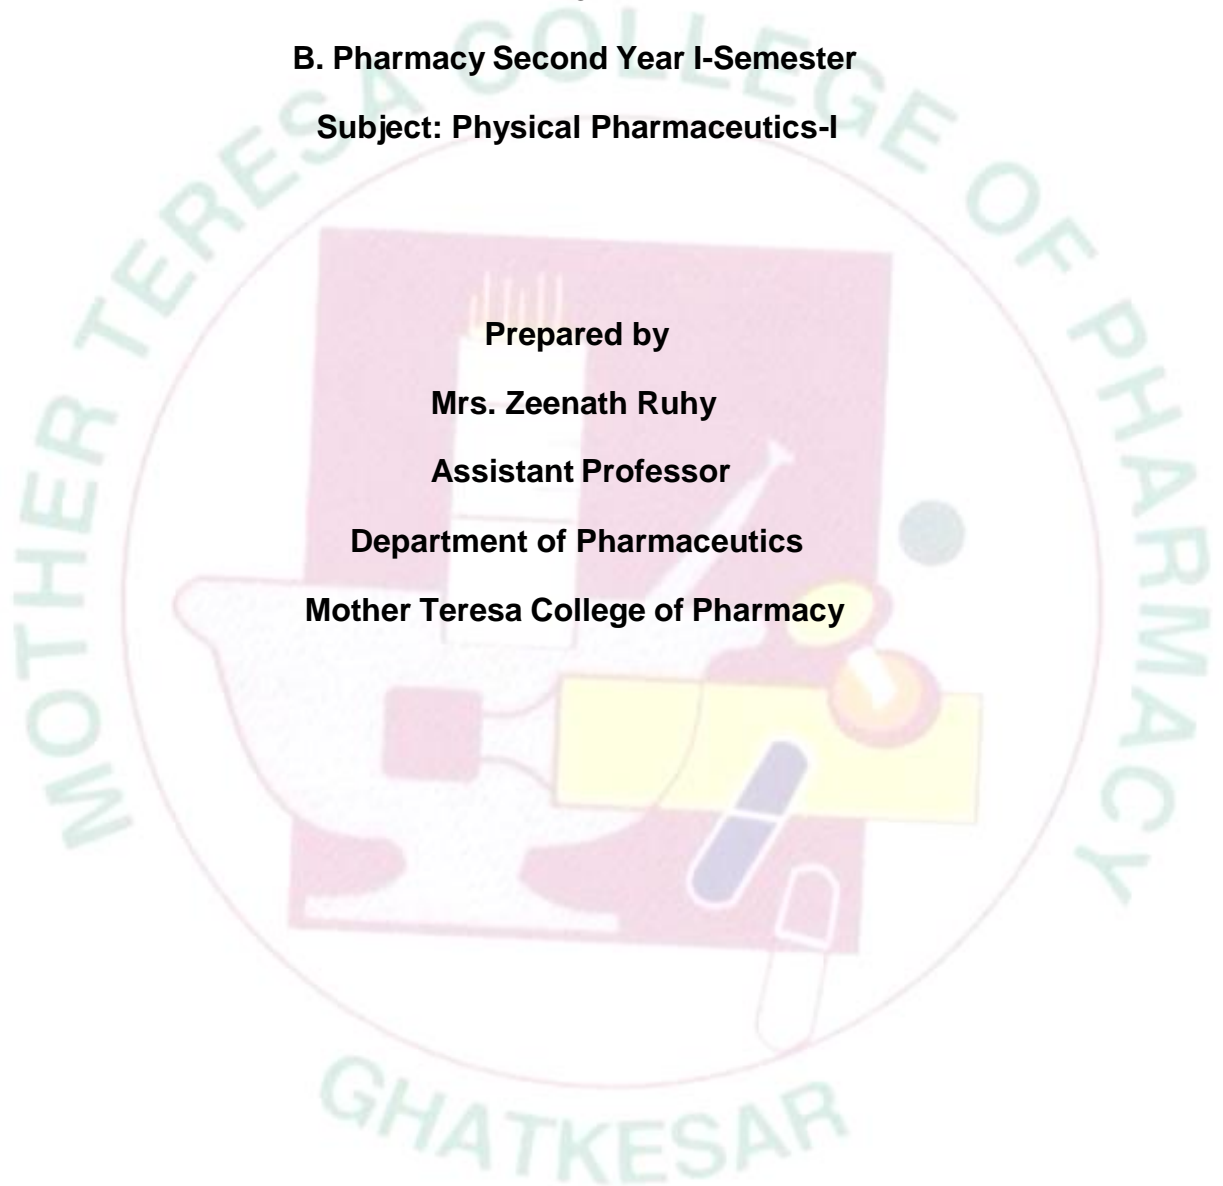 B. Pharmacy Second Year I-Semester
Subject: Physical Pharmaceutics-I
Prepared by
Mrs. Zeenath Ruhy
Assistant Professor
Department of Pharmaceutics
Mother Teresa College of Pharmacy
MOTHER TERESA COLLEGE OF PHARMACY
GHATKESAR